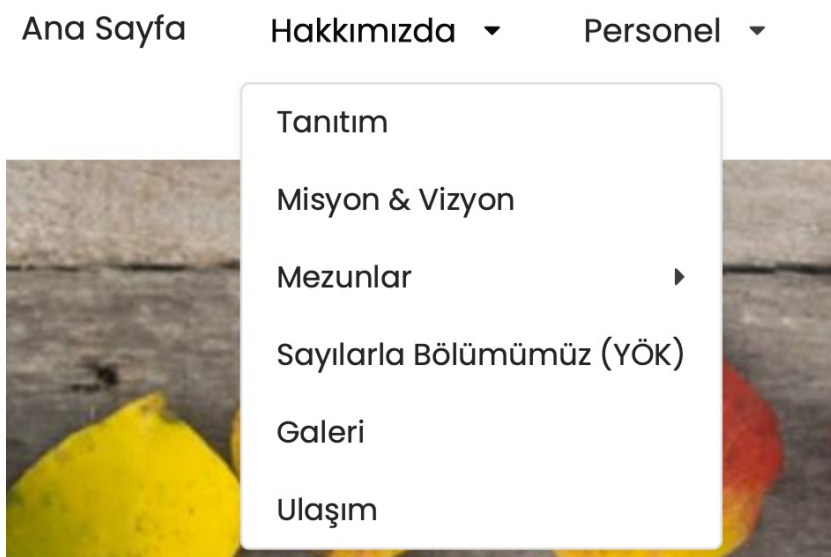 Ana Sayfa Hakkımızda Personel
Tanıtım
Misyon & Vizyon
Mezunlar
Sayılarla Bölümümüz (YÖK)
Galeri
Ulaşım